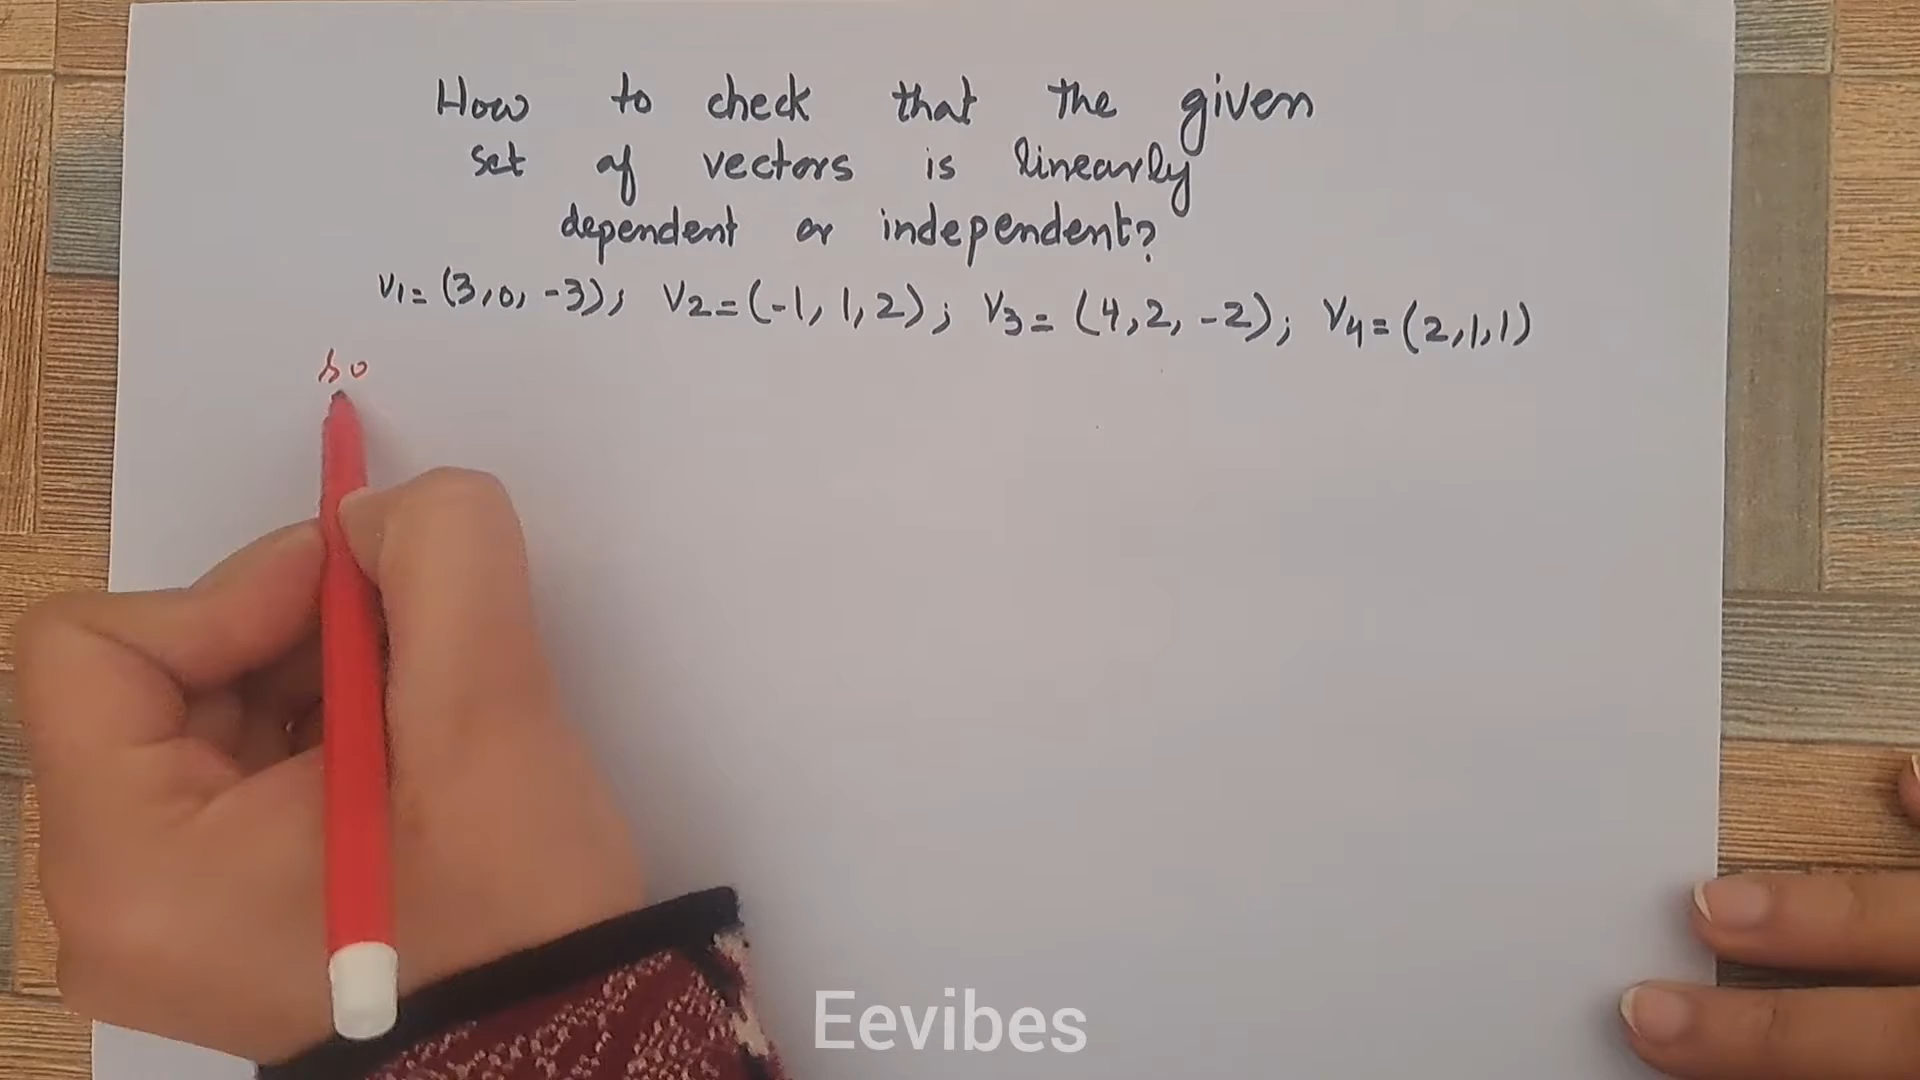 How to check that the given
set of vectors is linearly
dependent or independent?
V1=(3,0,-3); V2=(-1,1,2); V3=(4,2,-2); V4=(2,1,1)
so
Eevibes